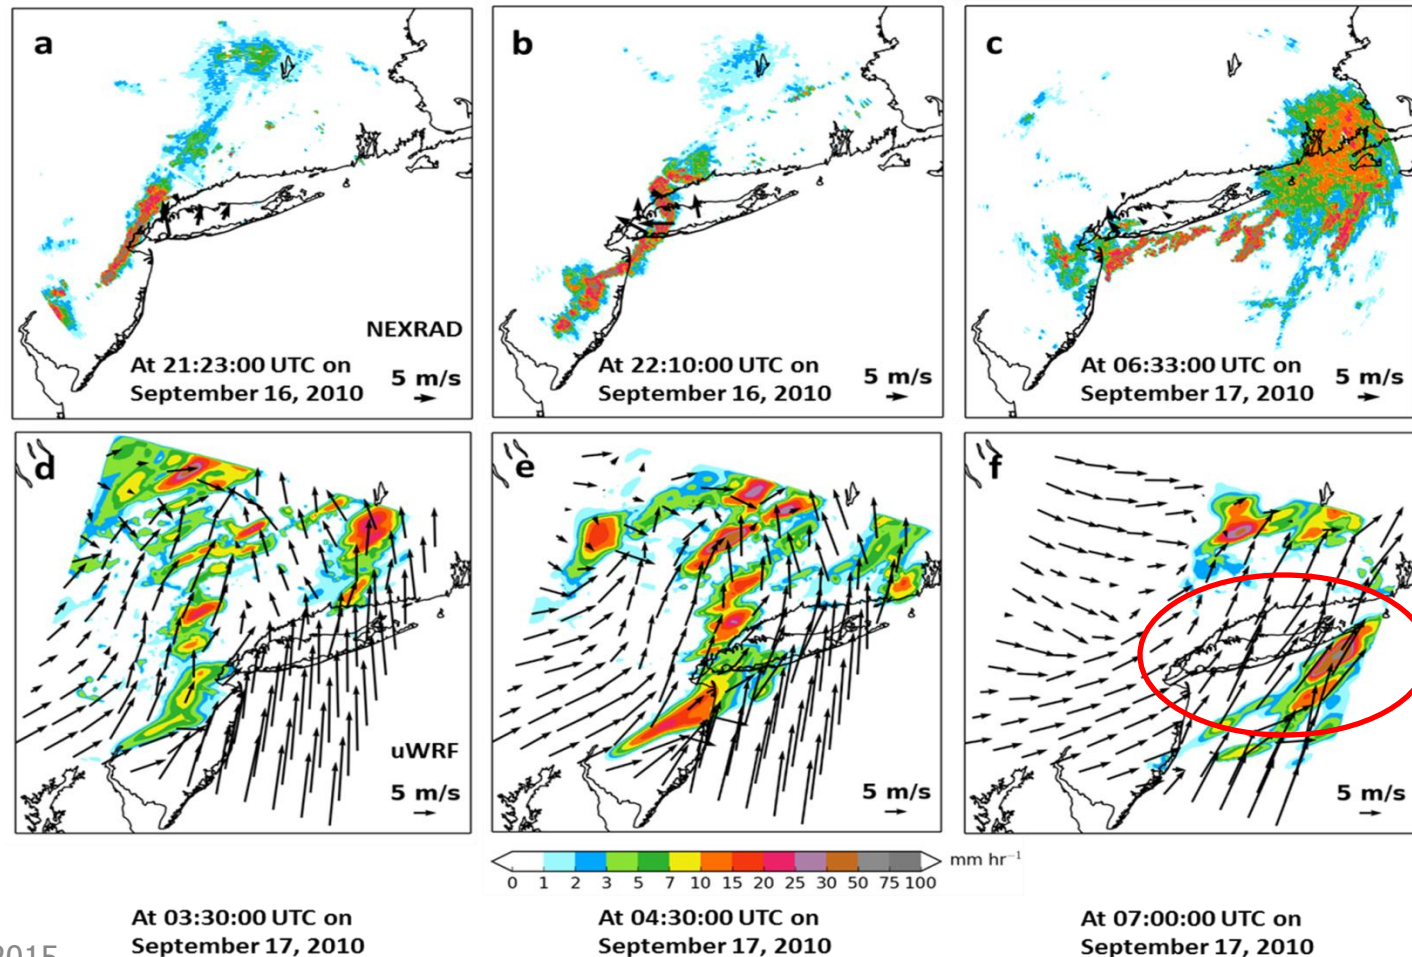 a
NEXRAD
At 21:23:00 UTC on
September 16, 2010
5 m/s
b
At 22:10:00 UTC on
September 16, 2010
5 m/s
c
At 06:33:00 UTC on
September 17, 2010
5 m/s
d
uWRF
5 m/s
e
5 m/s
f
5 m/s
0 1 2 3 5 7 10 15 20 25 30 50 75 100 mm hr⁻¹
At 03:30:00 UTC on
September 17, 2010
At 04:30:00 UTC on
September 17, 2010
At 07:00:00 UTC on
September 17, 2010